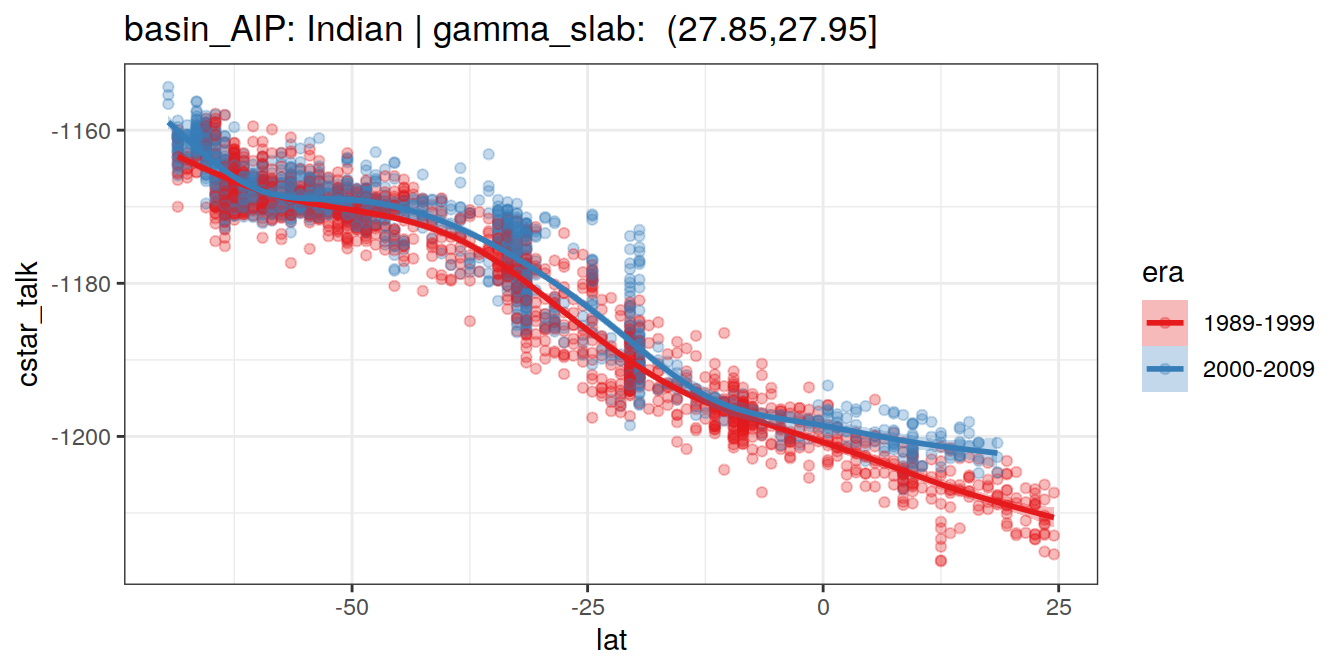 basin_AIP: Indian | gamma_slab:  (27.85,27.95]
-1160
-1180
-1200
cstar_talk
-50
-25
0
25
lat
era
1989-1999
2000-2009